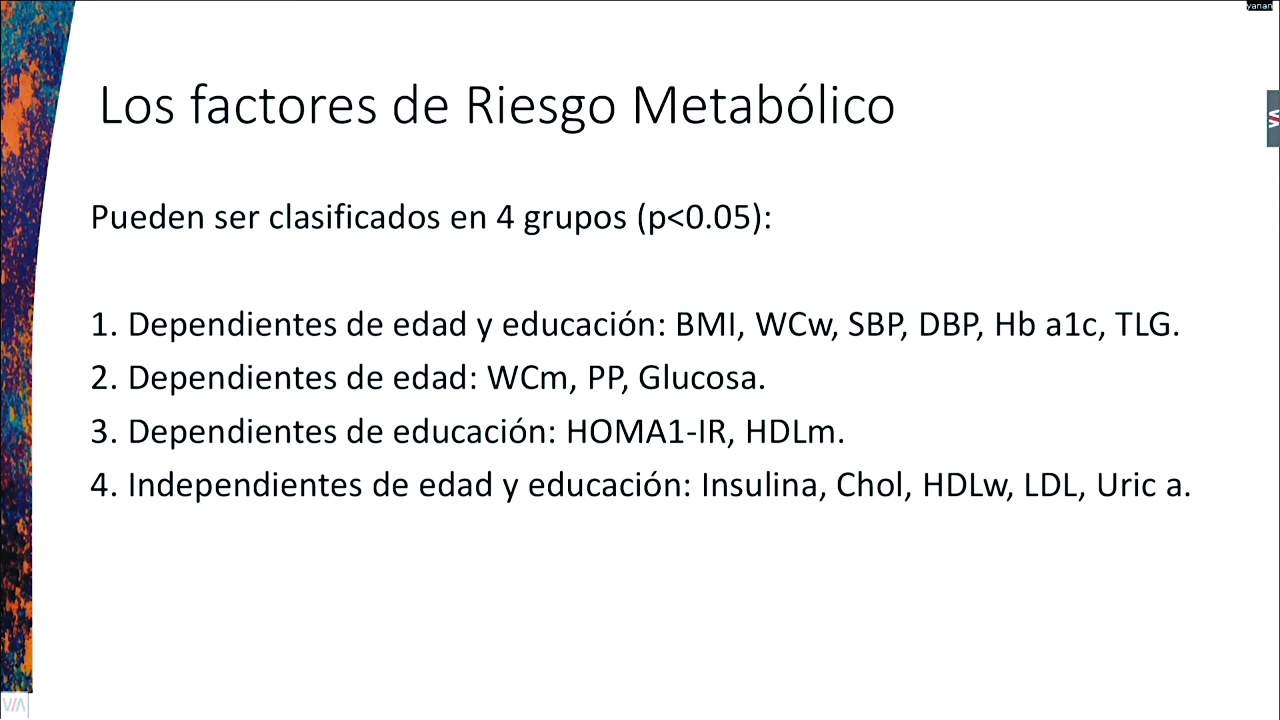 yanan
Los factores de Riesgo Metabólico
Pueden ser clasificados en 4 grupos (p<0.05):
1. Dependientes de edad y educación: BMI, WCw, SBP, DBP, Hb a1c, TLG.
2. Dependientes de edad: WCm, PP, Glucosa.
3. Dependientes de educación: HOMA1-IR, HDLm.
4. Independientes de edad y educación: Insulina, Chol, HDLw, LDL, Uric a.
VIA